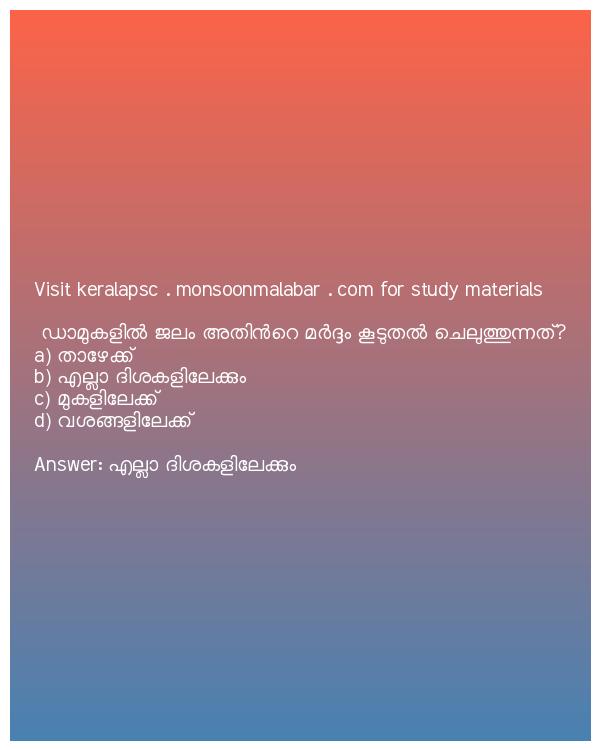 Visit keralapsc . monsoonmalabar . com for study materials
ഡാമുകളിൽ ജലം അതിൻറെ മർദ്ദം കൂടുതൽ ചെലുത്തുന്നത്?
a) താഴേക്ക്
b) എല്ലാ ദിശകളിലേക്കും
c) മുകളിലേക്ക്
d) വശങ്ങളിലേക്ക്
Answer: എല്ലാ ദിശകളിലേക്കും